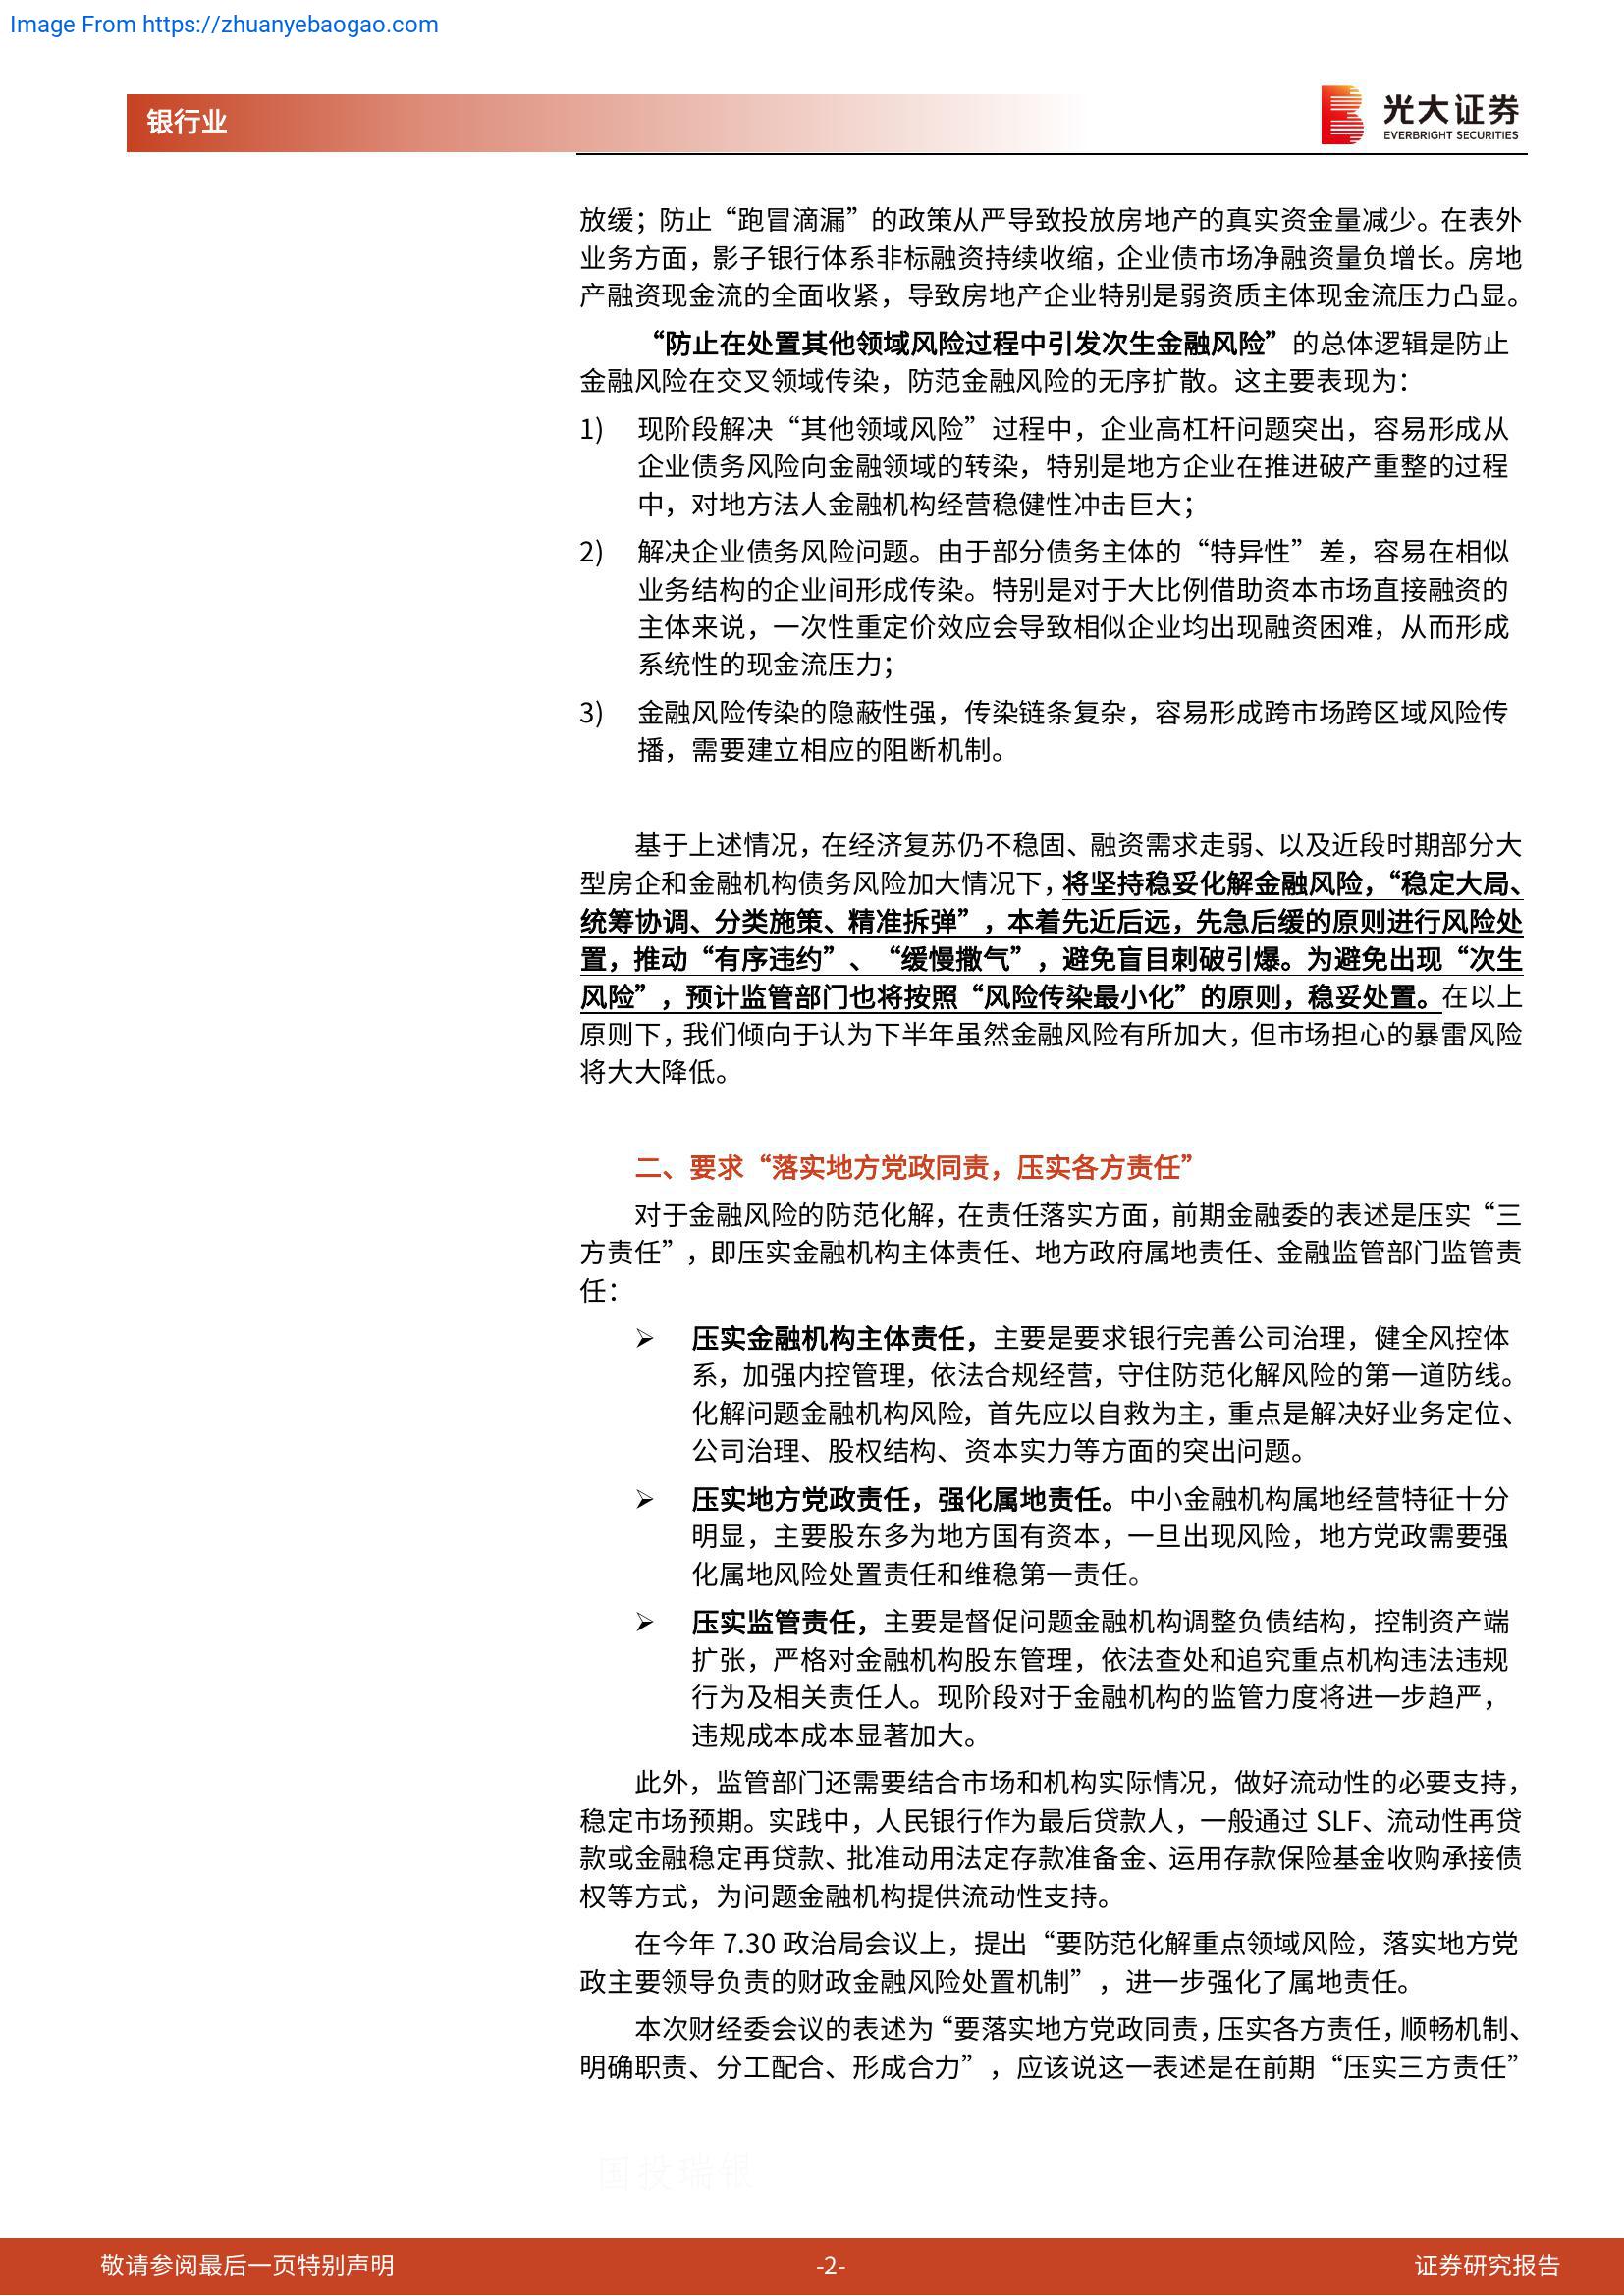 Image From https://zhuanyebaogao.com
银行业
光大证券
EVERBRIGHT SECURITIES
放缓；防止“跑冒滴漏”的政策从严导致投放房地产的真实资金量减少。在表外
业务方面，影子银行体系非标融资持续收缩，企业债市场净融资量负增长。房地
产融资现金流的全面收紧，导致房地产企业特别是弱资质主体现金流压力凸显。
“防止在处置其他领域风险过程中引发次生金融风险”的总体逻辑是防止
金融风险在交叉领域传染，防范金融风险的无序扩散。这主要表现为：
1) 现阶段解决“其他领域风险”过程中，企业高杠杆问题突出，容易形成从
企业债务风险向金融领域的转染，特别是地方企业在推进破产重整的过程
中，对地方法人金融机构经营稳健性冲击巨大；
2) 解决企业债务风险问题。由于部分债务主体的“特异性”差，容易在相似
业务结构的企业间形成传染。特别是对于大比例借助资本市场直接融资的
主体来说，一次性重定价效应会导致相似企业均出现融资困难，从而形成
系统性的现金流压力；
3) 金融风险传染的隐蔽性强，传染链条复杂，容易形成跨市场跨区域风险传
播，需要建立相应的阻断机制。
基于上述情况，在经济复苏仍不稳固、融资需求走弱、以及近段时期部分大
型房企和金融机构债务风险加大情况下，将坚持稳妥化解金融风险，“稳定大局、
统筹协调、分类施策、精准拆弹”，本着先近后远，先急后缓的原则进行风险处
置，推动“有序违约”、“缓慢撒气”，避免盲目刺破引爆。为避免出现“次生
风险”，预计监管部门也将按照“风险传染最小化”的原则，稳妥处置。在以上
原则下，我们倾向于认为下半年虽然金融风险有所加大，但市场担心的暴雷风险
将大大降低。
二、要求“落实地方党政同责，压实各方责任”
对于金融风险的防范化解，在责任落实方面，前期金融委的表述是压实“三
方责任”，即压实金融机构主体责任、地方政府属地责任、金融监管部门监管责
任：
➢ 压实金融机构主体责任，主要是要求银行完善公司治理，健全风控体
系，加强内控管理，依法合规经营，守住防范化解风险的第一道防线。
化解问题金融机构风险，首先应以自救为主，重点是解决好业务定位、
公司治理、股权结构、资本实力等方面的突出问题。
➢ 压实地方党政责任，强化属地责任。中小金融机构属地经营特征十分
明显，主要股东多为地方国有资本，一旦出现风险，地方党政需要强
化属地风险处置责任和维稳第一责任。
➢ 压实监管责任，主要是督促问题金融机构调整负债结构，控制资产端
扩张，严格对金融机构股东管理，依法查处和追究重点机构违法违规
行为及相关责任人。现阶段对于金融机构的监管力度将进一步趋严，
违规成本成本显著加大。
此外，监管部门还需要结合市场和机构实际情况，做好流动性的必要支持，
稳定市场预期。实践中，人民银行作为最后贷款人，一般通过 SLF、流动性再贷
款或金融稳定再贷款、批准动用法定存款准备金、运用存款保险基金收购承接债
权等方式，为问题金融机构提供流动性支持。
在今年 7.30 政治局会议上，提出“要防范化解重点领域风险，落实地方党
政主要领导负责的财政金融风险处置机制”，进一步强化了属地责任。
本次财经委会议的表述为“要落实地方党政同责，压实各方责任，顺畅机制、
明确职责、分工配合、形成合力”，应该说这一表述是在前期“压实三方责任”
国投瑞银
敬请参阅最后一页特别声明
-2-
证券研究报告